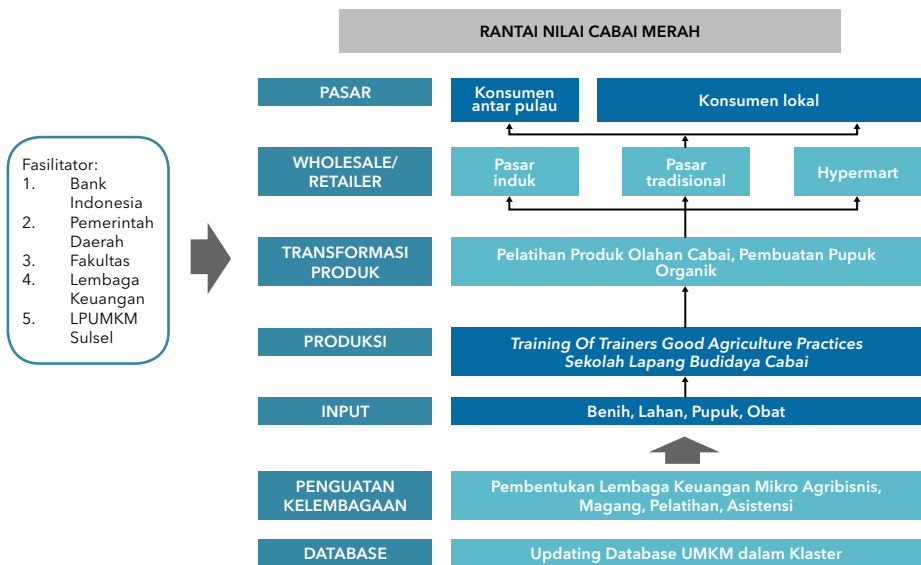 RANTAI NILAI CABAI MERAH
PASAR
Konsumen
antar pulau
Konsumen lokal
Fasilitator:
1. Bank
Indonesia
2. Pemerintah
Daerah
3. Fakultas
4. Lembaga
Keuangan
5. LPUMKM
Sulsel
WHOLESALE/
RETAILER
Pasar
induk
Pasar
tradisional
Hypermart
TRANSFORMASI
PRODUK
Pelatihan Produk Olahan Cabai, Pembuatan Pupuk
Organik
PRODUKSI
Training Of Trainers Good Agriculture Practices
Sekolah Lapang Budidaya Cabai
INPUT
Benih, Lahan, Pupuk, Obat
PENGUATAN
KELEMBAGAAN
Pembentukan Lembaga Keuangan Mikro Agribisnis,
Magang, Pelatihan, Asistensi
DATABASE
Updating Database UMKM dalam Klaster